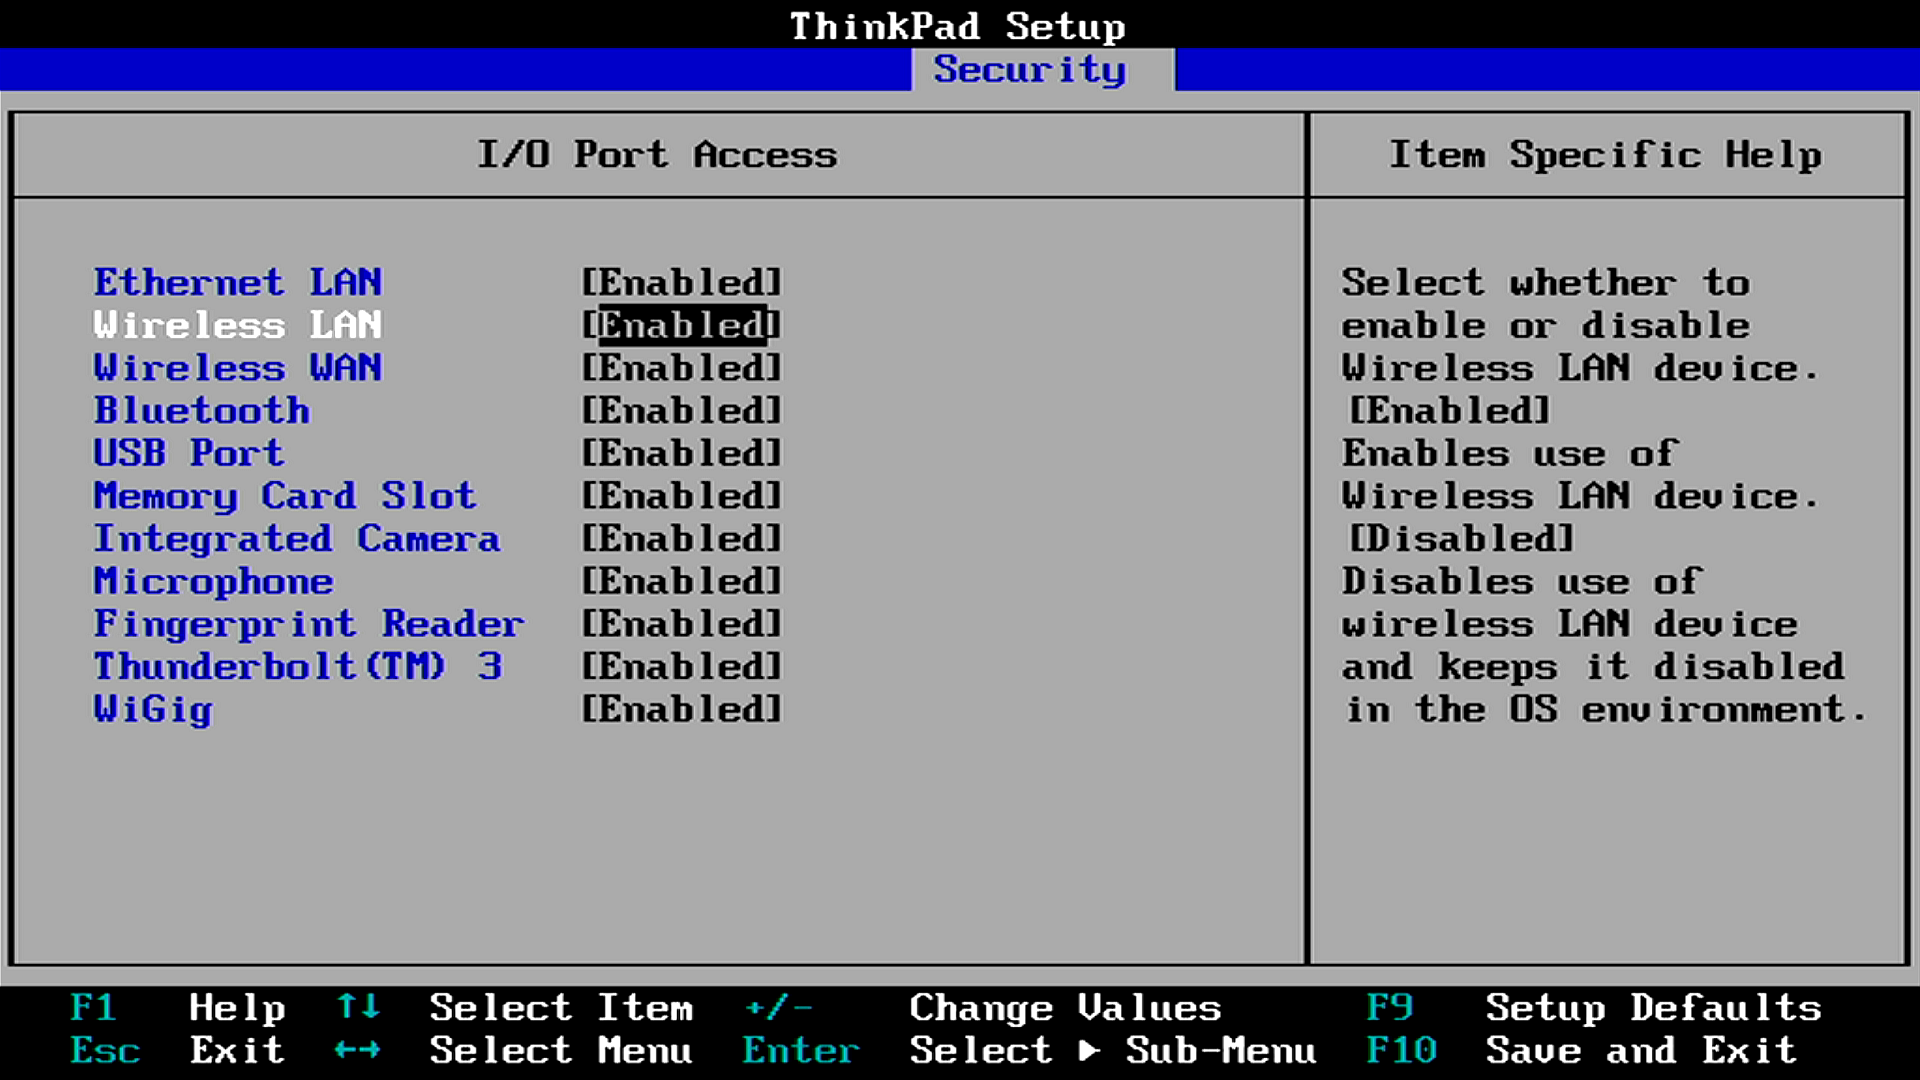 ThinkPad Setup
Security
I/O Port Access
Ethernet LAN [Enabled]
Wireless LAN [Enabled]
Wireless WAN [Enabled]
Bluetooth [Enabled]
USB Port [Enabled]
Memory Card Slot [Enabled]
Integrated Camera [Enabled]
Microphone [Enabled]
Fingerprint Reader [Enabled]
Thunderbolt(TM) 3 [Enabled]
WiGig [Enabled]
Item Specific Help
Select whether to
enable or disable
Wireless LAN device.
[Enabled]
Enables use of
Wireless LAN device.
[Disabled]
Disables use of
wireless LAN device
and keeps it disabled
in the OS environment.
F1 Help ↑↓ Select Item +/- Change Values F9 Setup Defaults
Esc Exit ←→ Select Menu Enter Select ▶ Sub-Menu F10 Save and Exit